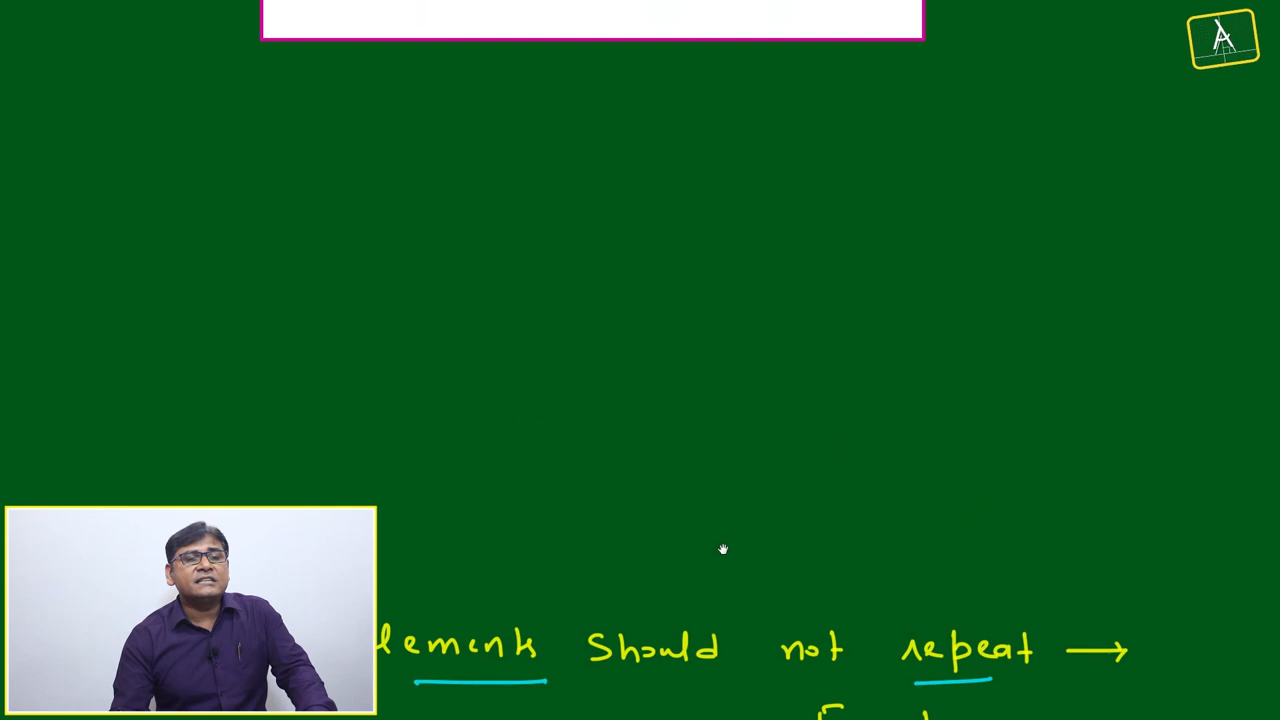 lements should not repeat →